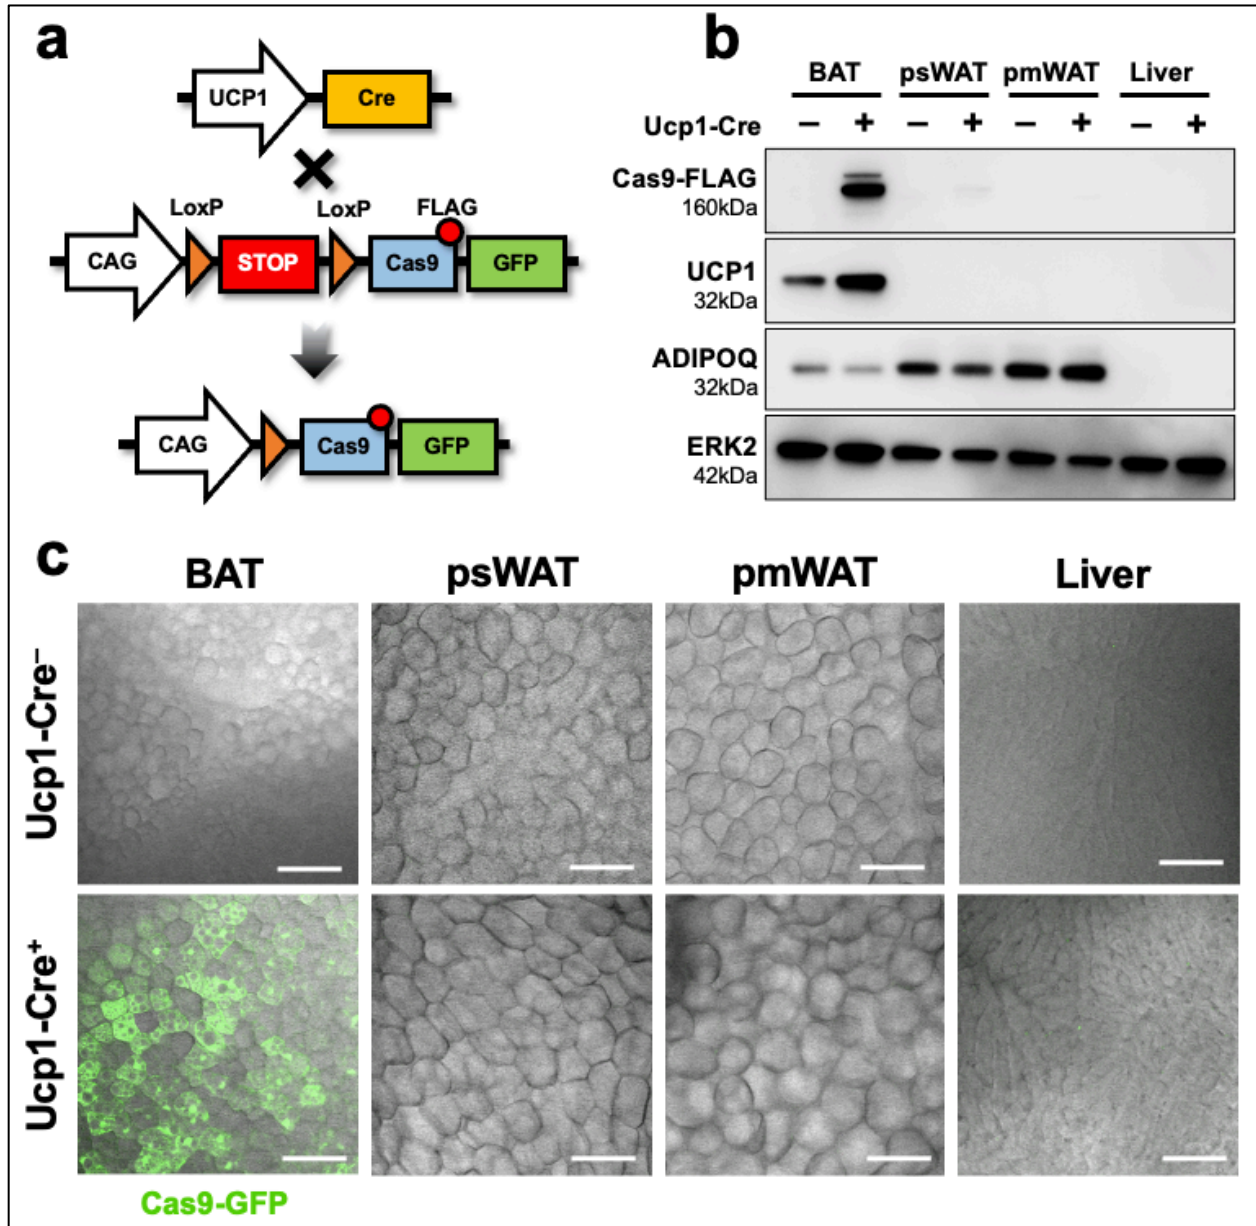 a
UCP1 Cre
LoxP LoxP FLAG
CAG STOP Cas9 GFP
CAG Cas9 GFP
b
BAT psWAT pmWAT Liver
Ucp1-Cre – + – + – + – +
Cas9-FLAG
160kDa
UCP1
32kDa
ADIPOQ
32kDa
ERK2
42kDa
c
BAT psWAT pmWAT Liver
Ucp1-Cre–
Ucp1-Cre+
Cas9-GFP